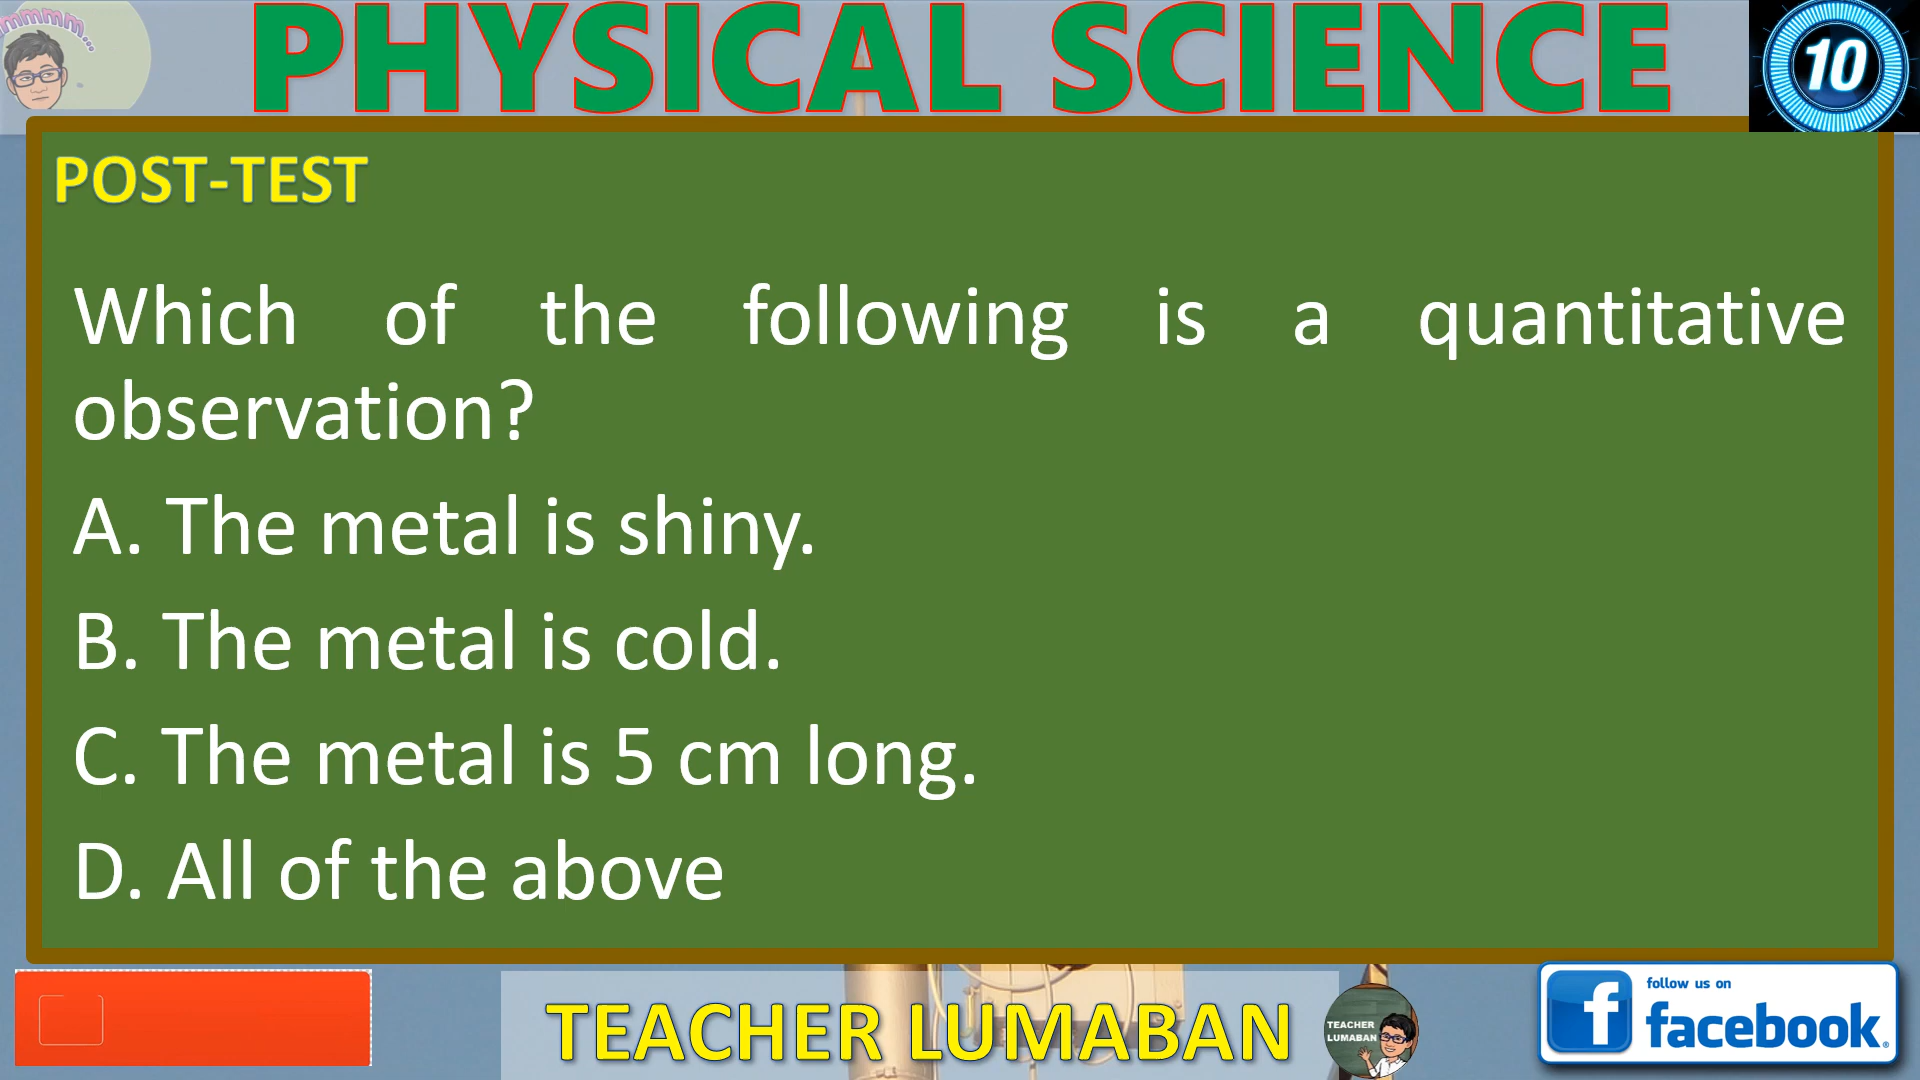 mmmm...
PHYSICAL SCIENCE
10
POST-TEST
Which of the following is a quantitative
observation?
A. The metal is shiny.
B. The metal is cold.
C. The metal is 5 cm long.
D. All of the above
TEACHER LUMABAN
TEACHER
LUMABAN
f
follow us on
facebook